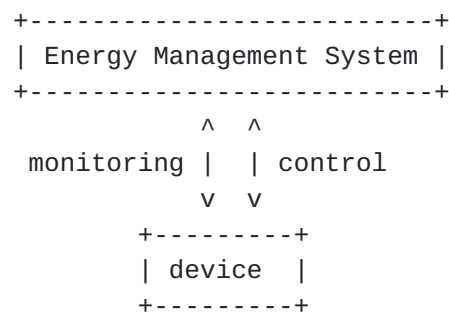 +--------------------------+
| Energy Management System |
+--------------------------+
            ^  ^
 monitoring |  | control
            v  v
        +---------+
        | device  |
        +---------+